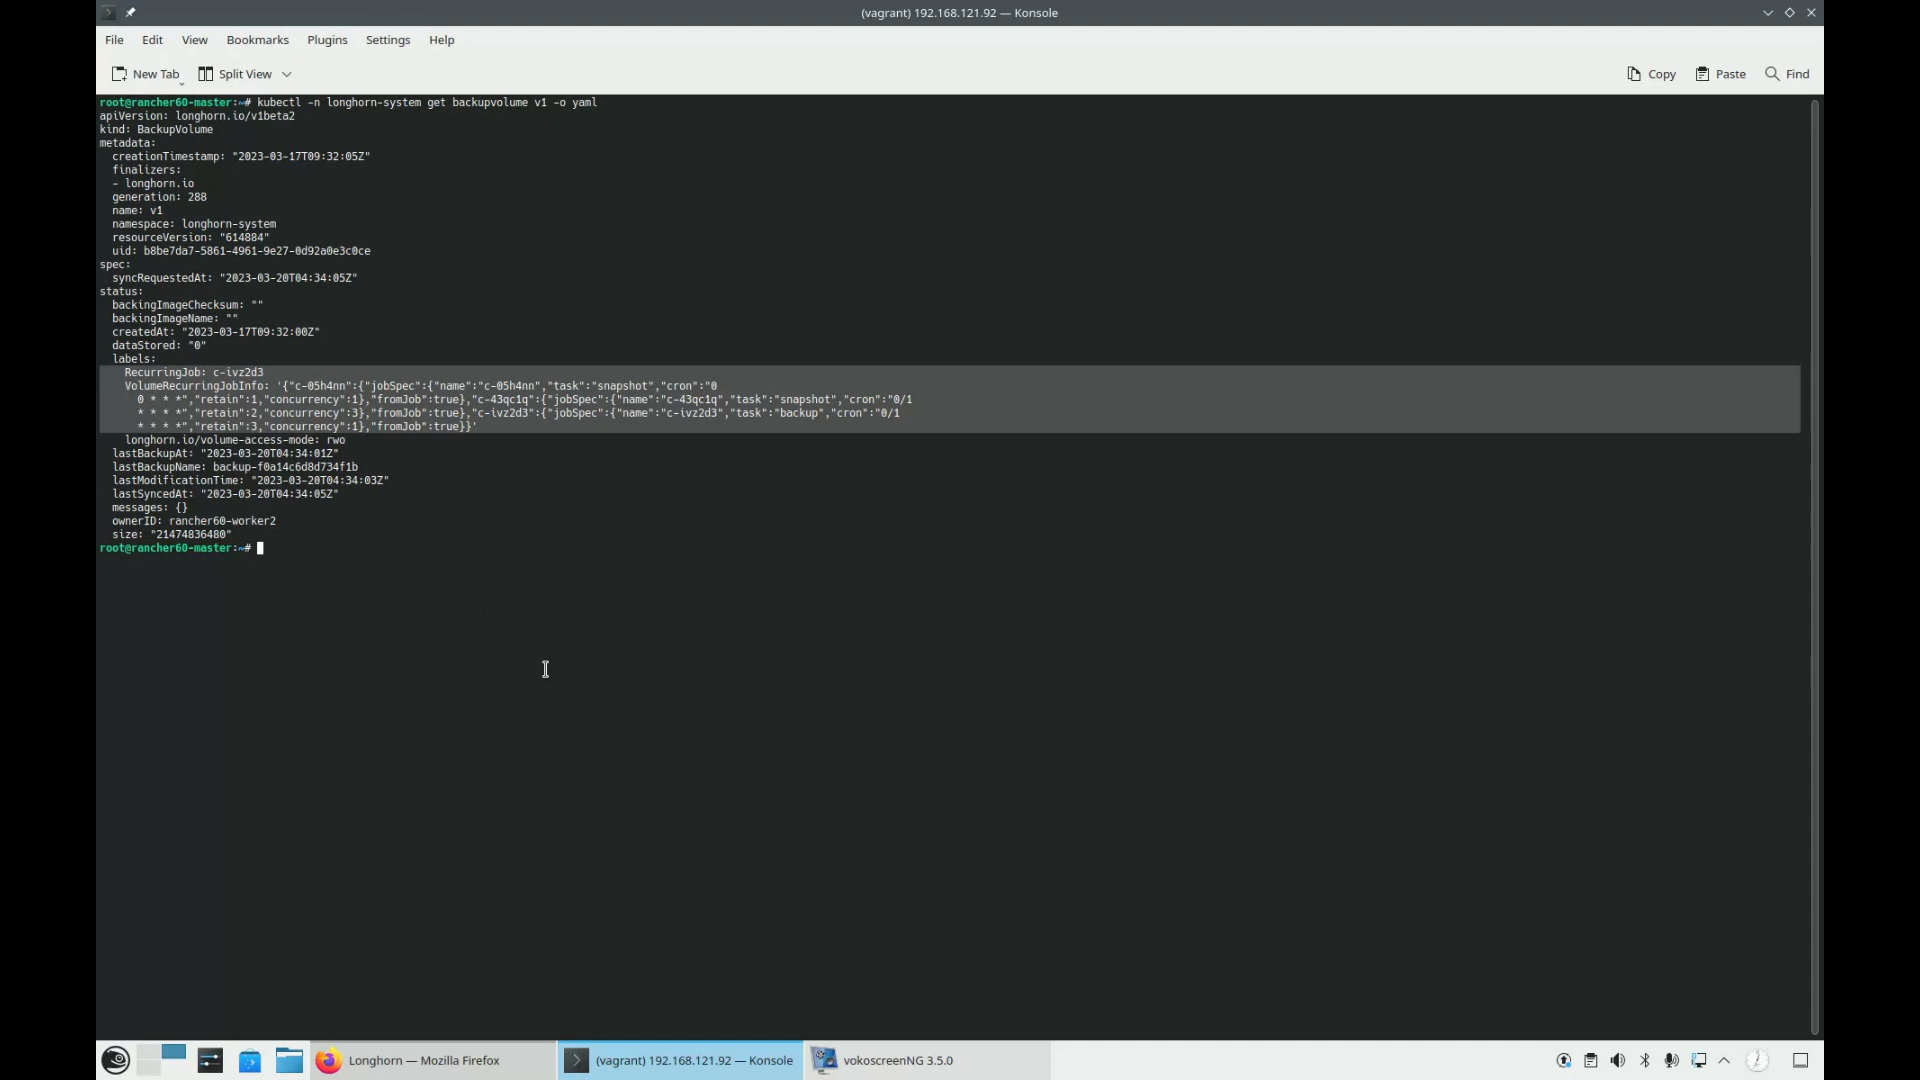 (vagrant) 192.168.121.92 — Konsole
File Edit View Bookmarks Plugins Settings Help
New Tab Split View Copy Paste Find
root@rancher60-master:~# kubectl -n longhorn-system get backupvolume v1 -o yaml
apiVersion: longhorn.io/v1beta2
kind: BackupVolume
metadata:
  creationTimestamp: "2023-03-17T09:32:05Z"
  finalizers:
  - longhorn.io
  generation: 288
  name: v1
  namespace: longhorn-system
  resourceVersion: "614884"
  uid: b8be7da7-5861-4961-9e27-0d92a0e3c0ce
spec:
  syncRequestedAt: "2023-03-20T04:34:05Z"
status:
  backingImageChecksum: ""
  backingImageName: ""
  createdAt: "2023-03-17T09:32:00Z"
  dataStored: "0"
  labels:
    RecurringJob: c-ivz2d3
    VolumeRecurringJobInfo: '{"c-05h4nn":{"jobSpec":{"name":"c-05h4nn","task":"snapshot","cron":"0
      0 * * *","retain":1,"concurrency":1},"fromJob":true},"c-43qc1q":{"jobSpec":{"name":"c-43qc1q","task":"snapshot","cron":"0/1
      * * * *","retain":2,"concurrency":3},"fromJob":true},"c-ivz2d3":{"jobSpec":{"name":"c-ivz2d3","task":"backup","cron":"0/1
      * * * *","retain":3,"concurrency":1},"fromJob":true}}'
    longhorn.io/volume-access-mode: rwo
  lastBackupAt: "2023-03-20T04:34:01Z"
  lastBackupName: backup-f0a14c6d8d734f1b
  lastModificationTime: "2023-03-20T04:34:03Z"
  lastSyncedAt: "2023-03-20T04:34:05Z"
  messages: {}
  ownerID: rancher60-worker2
  size: "21474836480"
root@rancher60-master:~#
Longhorn — Mozilla Firefox (vagrant) 192.168.121.92 — Konsole vokoscreenNG 3.5.0